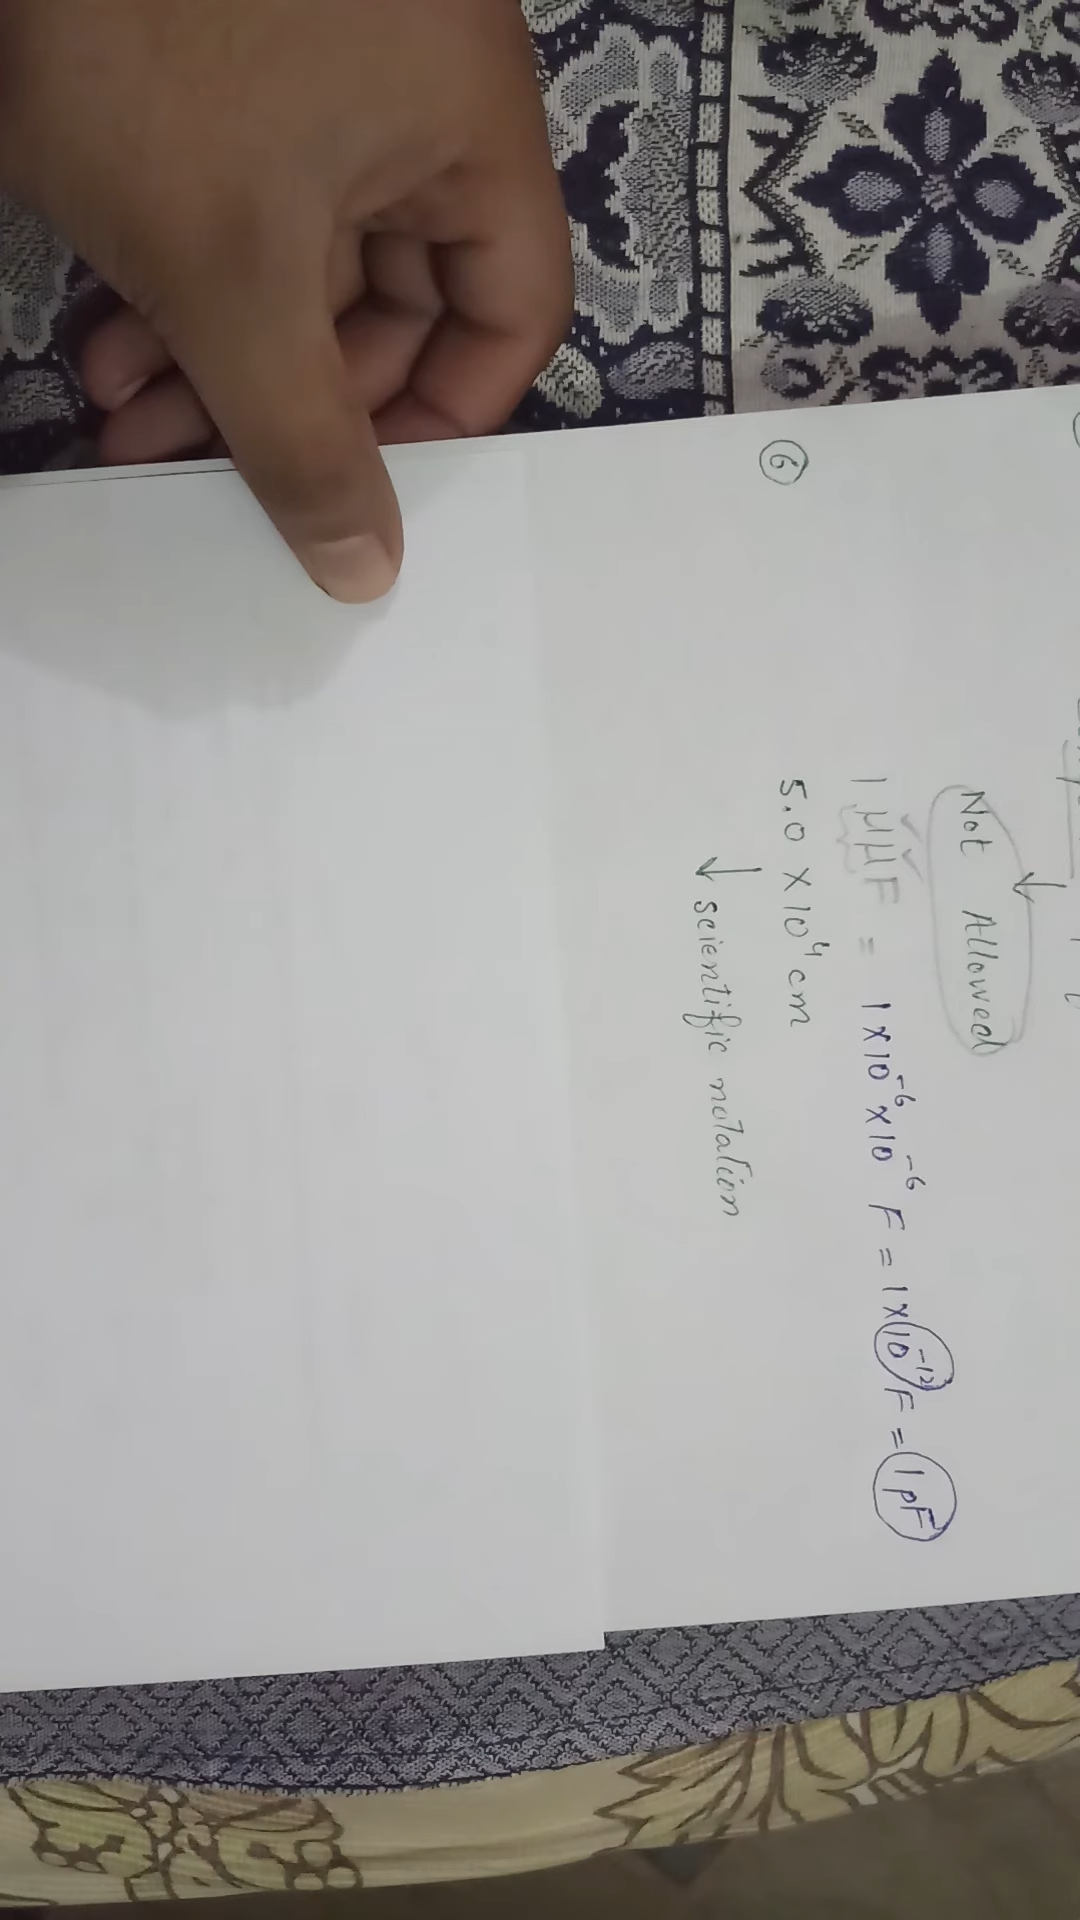 Not Allowed
1 μμF = 1 × 10⁻⁶ × 10⁻⁶ F = 1 × 10⁻¹² F = 1 pF
⑥ 5.0 × 10⁴ cm
↓ scientific notation